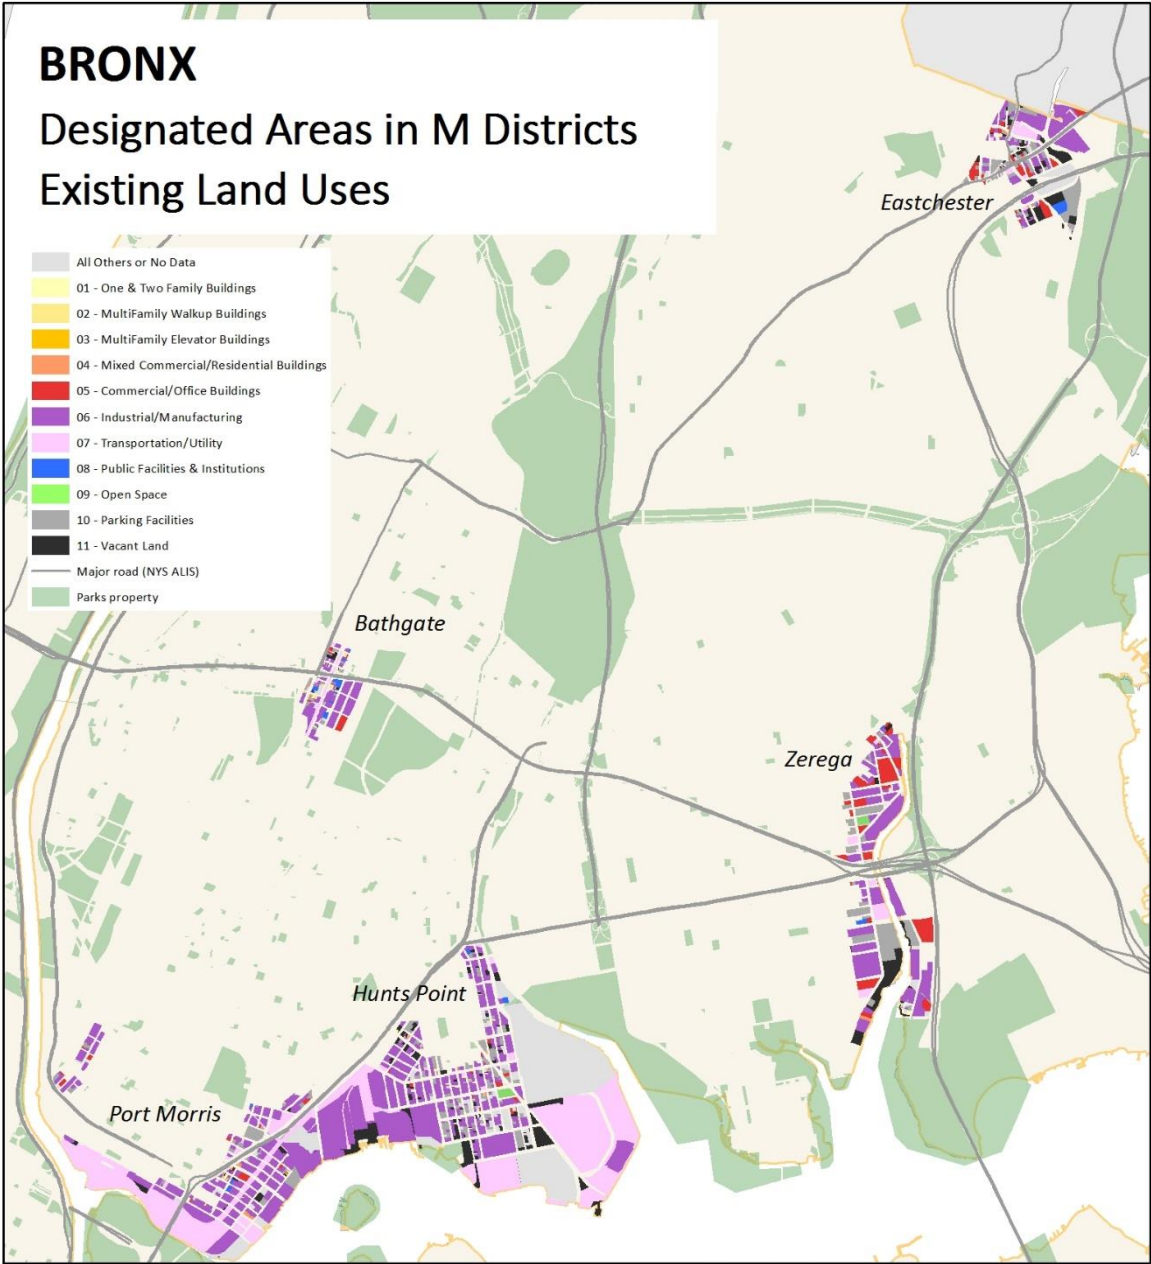 BRONX
Designated Areas in M Districts
Existing Land Uses
All Others or No Data
01 - One & Two Family Buildings
02 - MultiFamily Walkup Buildings
03 - MultiFamily Elevator Buildings
04 - Mixed Commercial/Residential Buildings
05 - Commercial/Office Buildings
06 - Industrial/Manufacturing
07 - Transportation/Utility
08 - Public Facilities & Institutions
09 - Open Space
10 - Parking Facilities
11 - Vacant Land
Major road (NYS ALIS)
Parks property
Eastchester
Bathgate
Zerega
Hunts Point
Port Morris